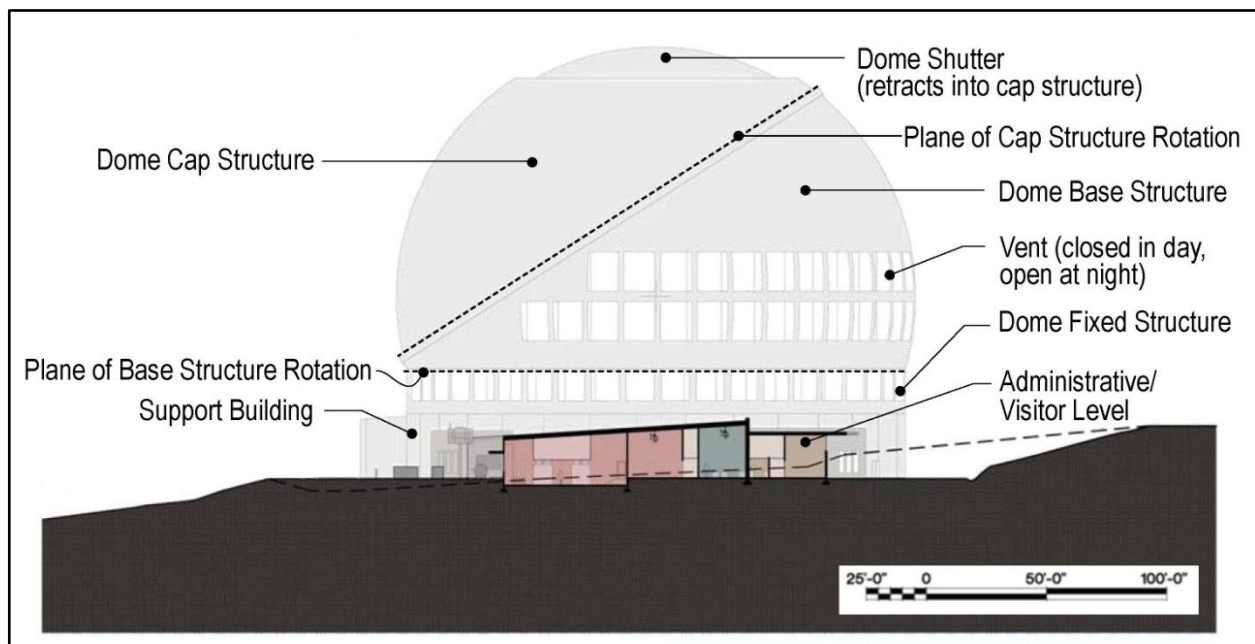 Dome Shutter
(retracts into cap structure)
Plane of Cap Structure Rotation
Dome Cap Structure
Dome Base Structure
Vent (closed in day,
open at night)
Dome Fixed Structure
Plane of Base Structure Rotation
Administrative/
Visitor Level
Support Building
25'-0" 0 50'-0" 100'-0"